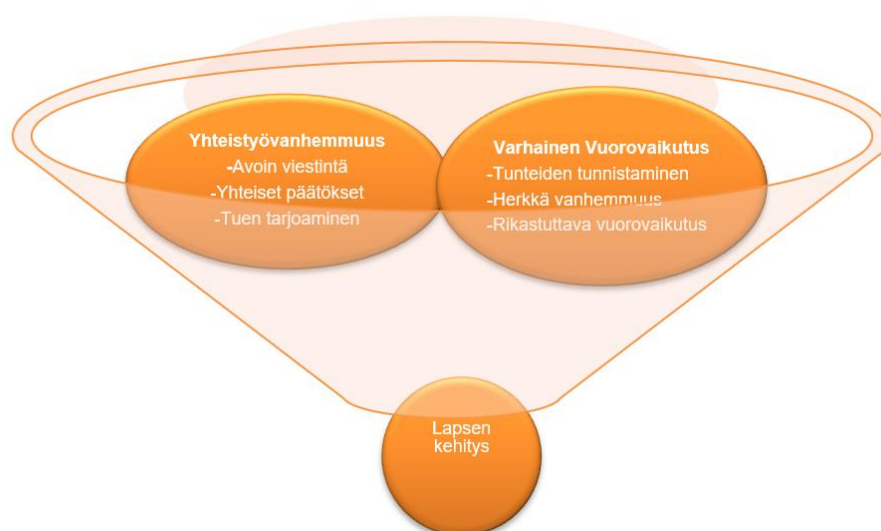 Yhteistyövanhemmuus
-Avoin viestintä
-Yhteiset päätökset
-Tuen tarjoaminen
Varhainen Vuorovaikutus
-Tunteiden tunnistaminen
-Herkkä vanhemmuus
-Rikastuttava vuorovaikutus
Lapsen
kehitys